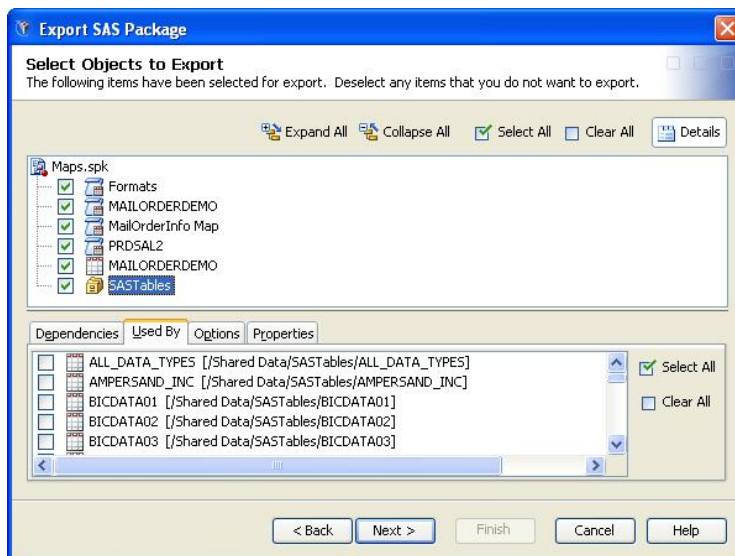 Export SAS Package
Select Objects to Export
The following items have been selected for export. Deselect any items that you do not want to export.
Expand All Collapse All Select All Clear All Details
Maps.spk
Formats
MAILORDERDEMO
MailOrderInfo Map
PRDSAL2
MAILORDERDEMO
SASTables
Dependencies Used By Options Properties
ALL_DATA_TYPES [/Shared Data/SASTables/ALL_DATA_TYPES]
AMPERSAND_INC [/Shared Data/SASTables/AMPERSAND_INC]
BICDATA01 [/Shared Data/SASTables/BICDATA01]
BICDATA02 [/Shared Data/SASTables/BICDATA02]
BICDATA03 [/Shared Data/SASTables/BICDATA03]
Select All
Clear All
< Back Next > Finish Cancel Help